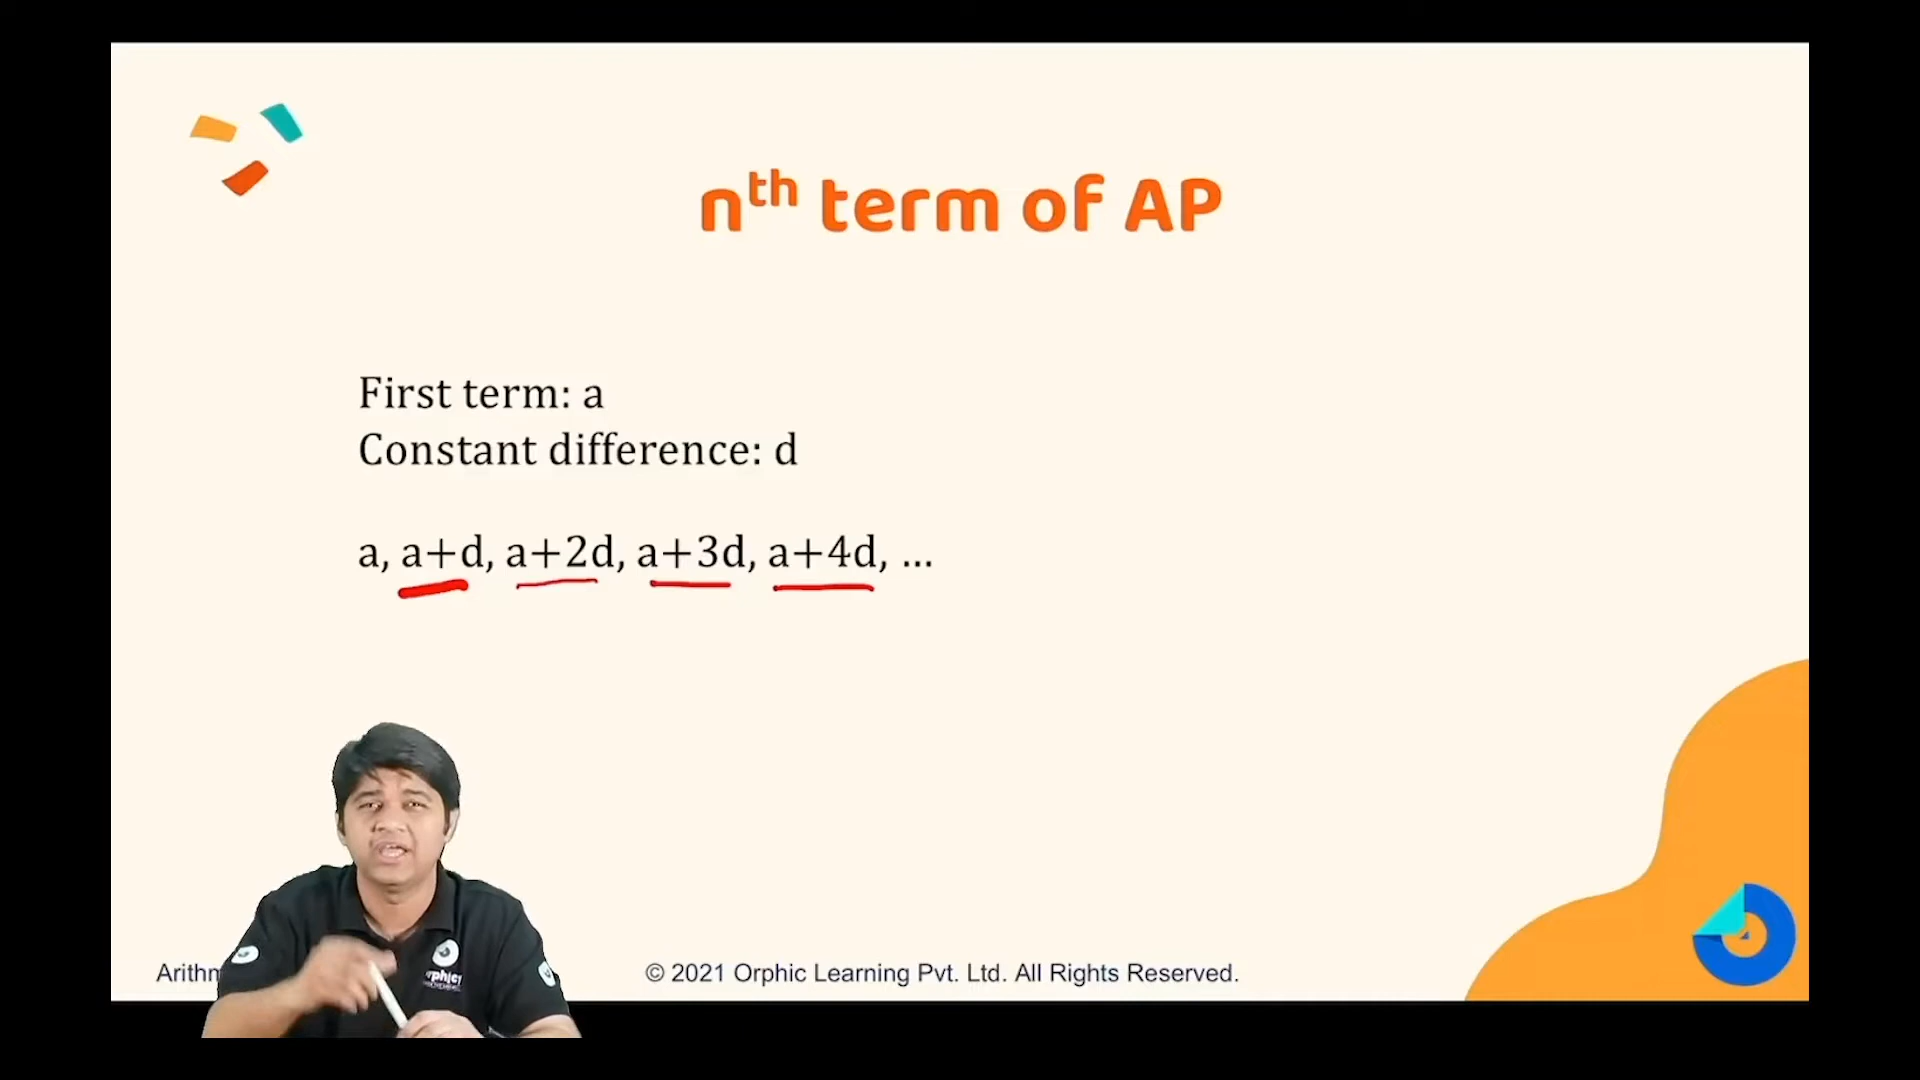 nth term of AP
First term: a
Constant difference: d
a, a+d, a+2d, a+3d, a+4d, ...
© 2021 Orphic Learning Pvt. Ltd. All Rights Reserved.